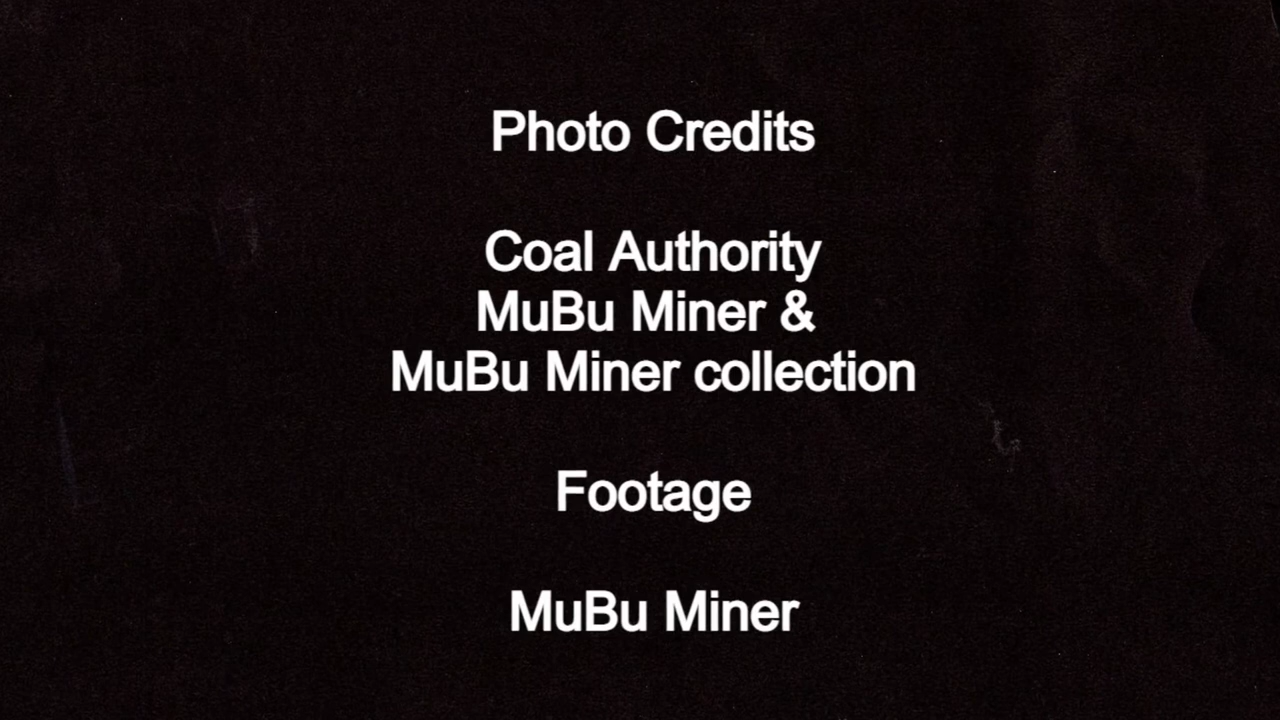 Photo Credits
Coal Authority
MuBu Miner &
MuBu Miner collection
Footage
MuBu Miner